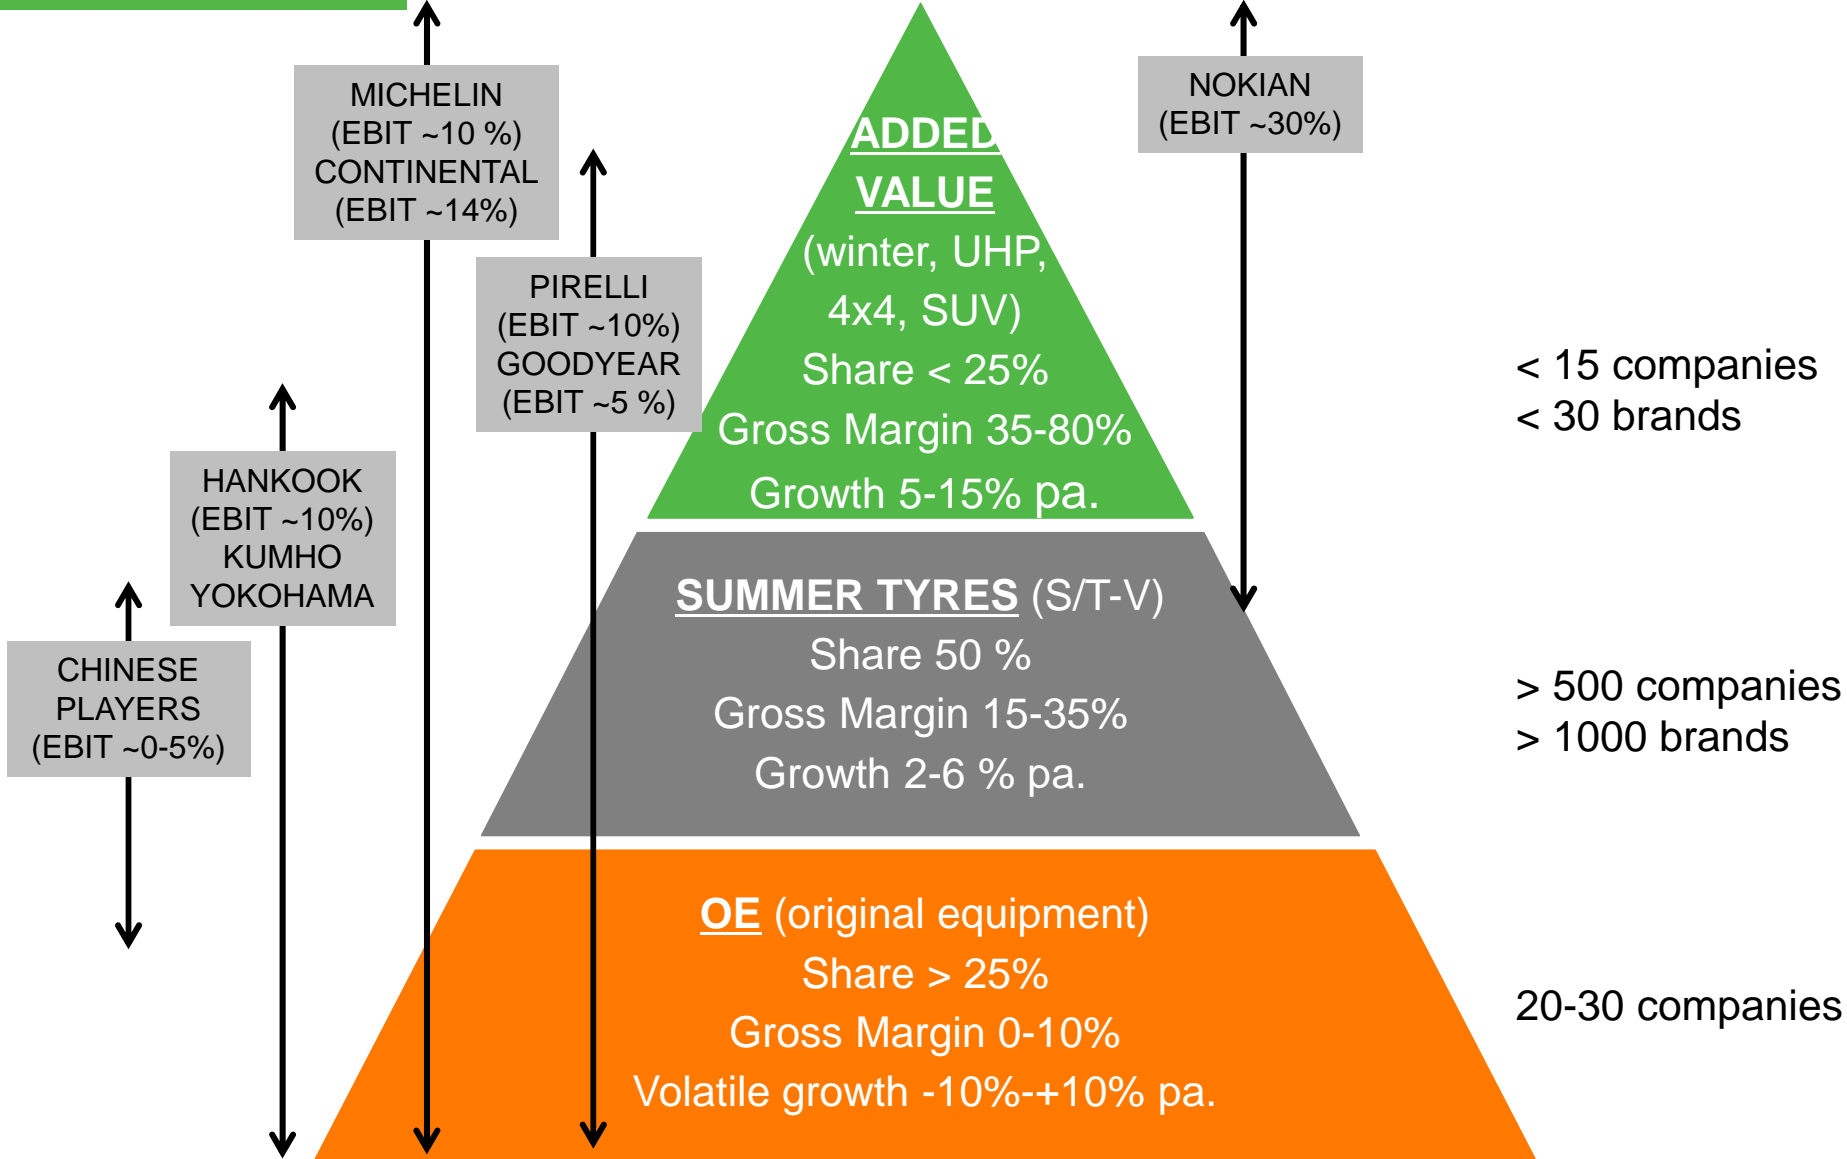 MICHELIN
(EBIT ~10 %)
CONTINENTAL
(EBIT ~14%)
PIRELLI
(EBIT ~10%)
GOODYEAR
(EBIT ~5 %)
HANKOOK
(EBIT ~10%)
KUMHO
YOKOHAMA
CHINESE
PLAYERS
(EBIT ~0-5%)
NOKIAN
(EBIT ~30%)
ADDED
VALUE
(winter, UHP,
4x4, SUV)
Share < 25%
Gross Margin 35-80%
Growth 5-15% pa.
< 15 companies
< 30 brands
SUMMER TYRES (S/T-V)
Share 50 %
Gross Margin 15-35%
Growth 2-6 % pa.
> 500 companies
> 1000 brands
OE (original equipment)
Share > 25%
Gross Margin 0-10%
Volatile growth -10%-+10% pa.
20-30 companies